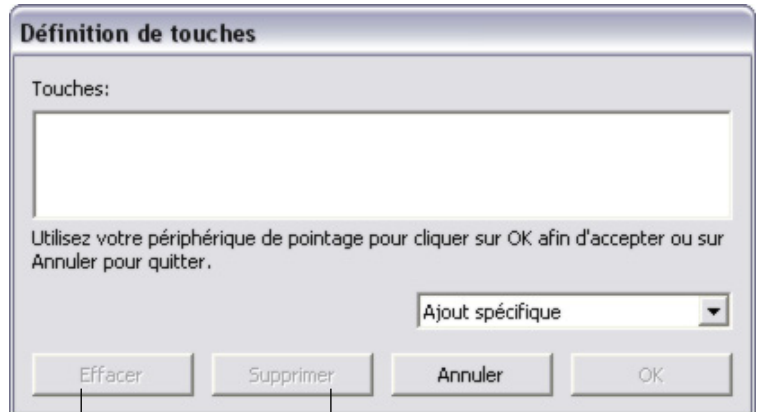 Définition de touches
Touches:
Utilisez votre périphérique de pointage pour cliquer sur OK afin d'accepter ou sur
Annuler pour quitter.
Ajout spécifique
Effacer Supprimer Annuler OK